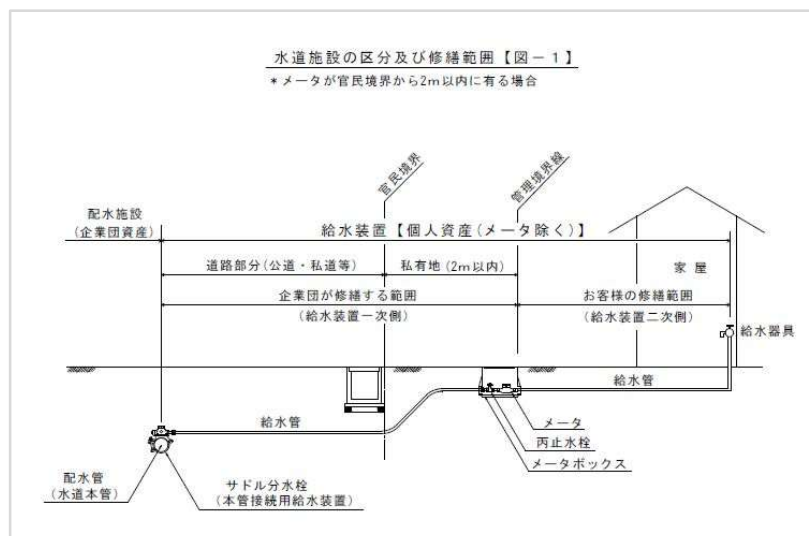 水道施設の区分及び修繕範囲【図－1】
＊メータが官民境界から2m以内に有る場合
官民境界
管理境界線
配水施設
(企業団資産)
給水装置【個人資産(メータ除く)】
道路部分(公道・私道等)
私有地(2m以内)
家屋
企業団が修繕する範囲
(給水装置一次側)
お客様の修繕範囲
(給水装置二次側)
給水器具
給水管
給水管
メータ
丙止水栓
メータボックス
配水管
(水道本管)
サドル分水栓
(本管接続用給水装置)